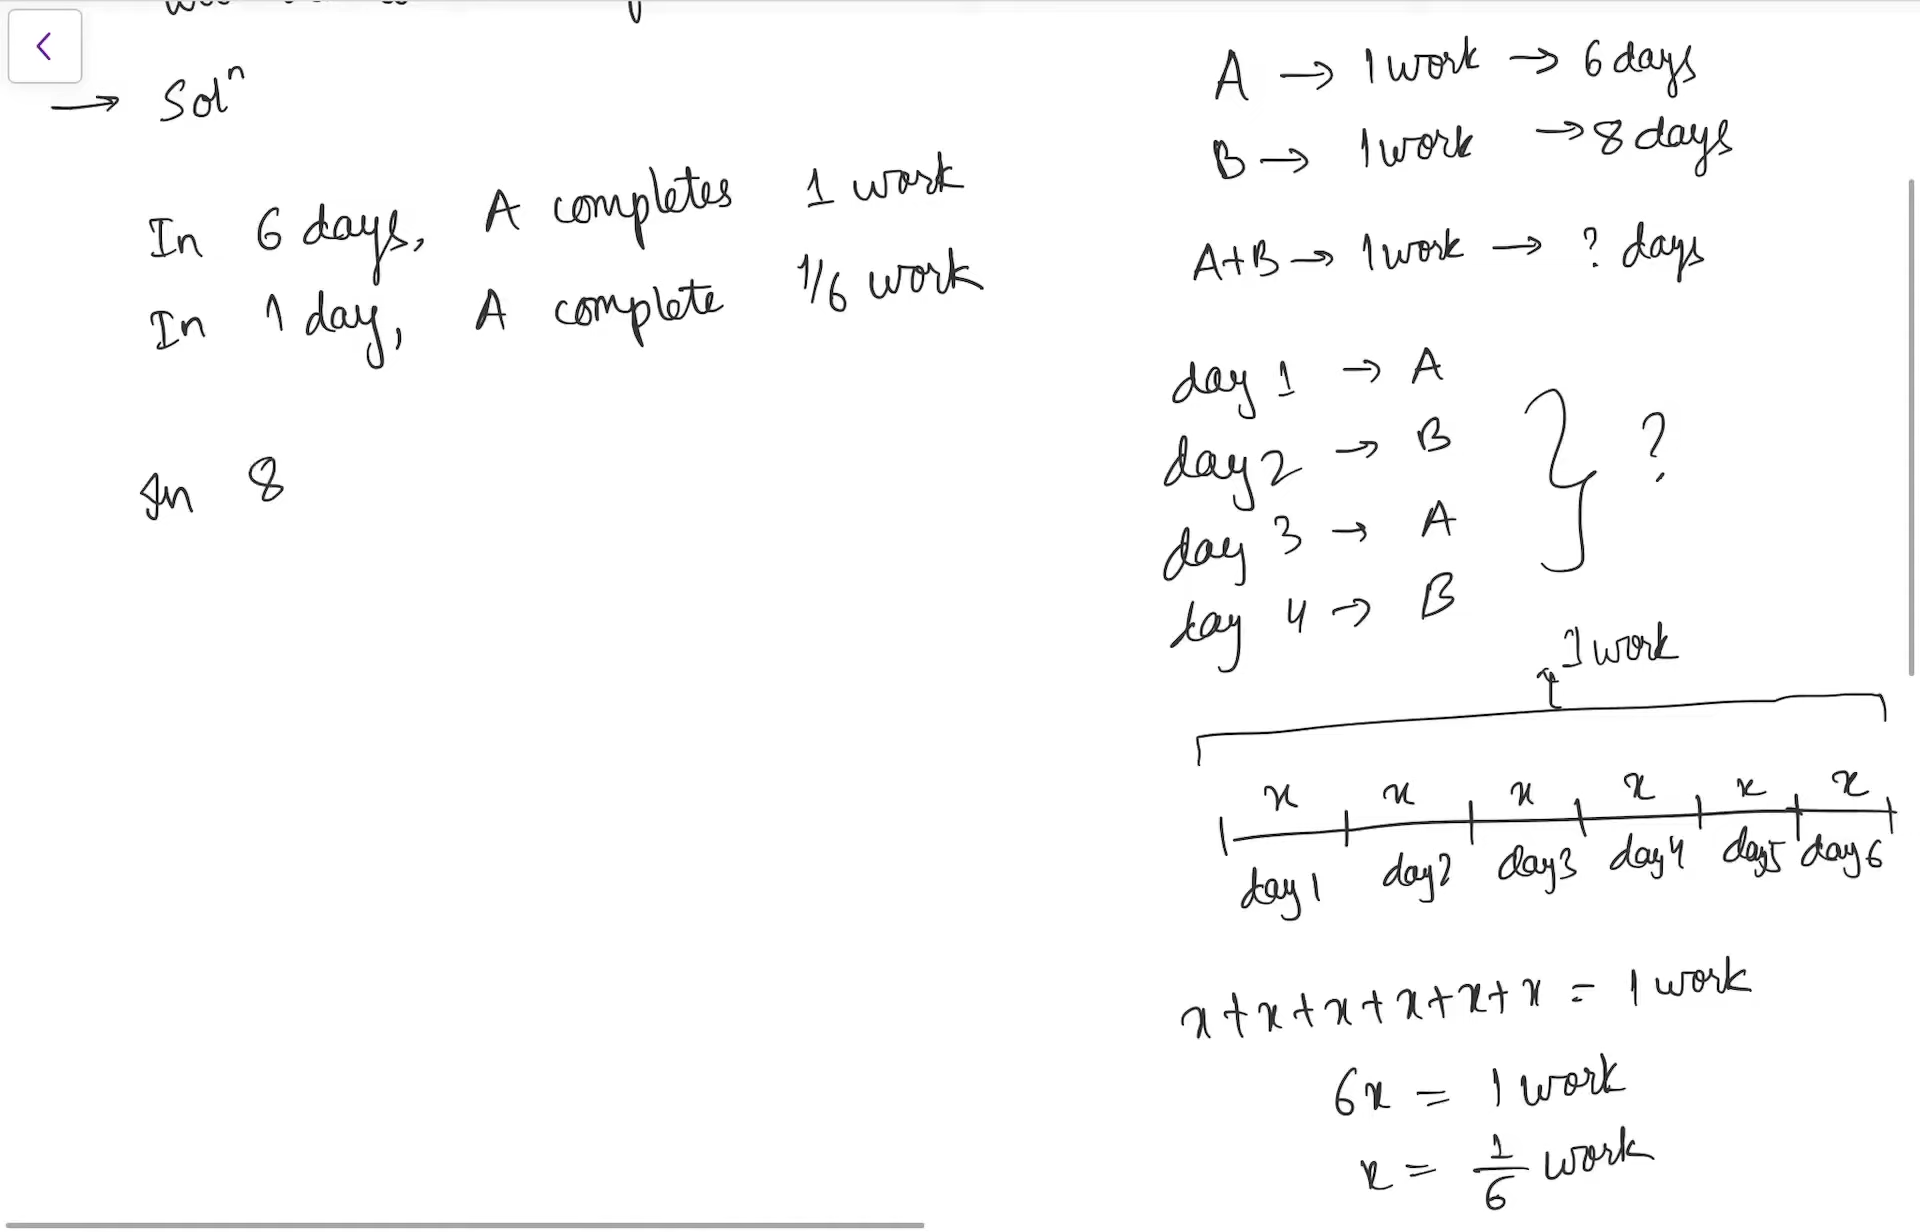 → Solⁿ
In 6 days, A completes 1 work
In 1 day, A complete 1/6 work
In 8
A → 1 work → 6 days
B → 1 work → 8 days
A+B → 1 work → ? days
day 1 → A
day 2 → B
day 3 → A
day 4 → B
} ?
1 work
x x x x x x
day 1 day 2 day 3 day 4 day 5 day 6
x + x + x + x + x + x = 1 work
6x = 1 work
x = 1/6 work